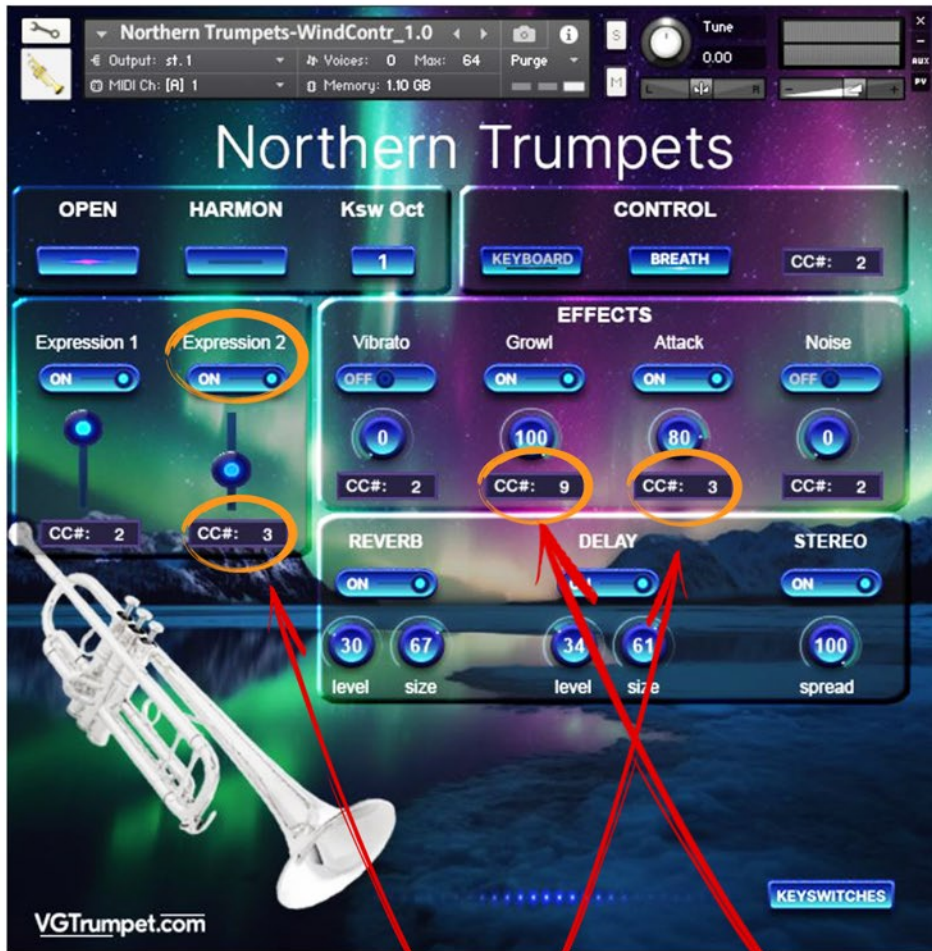 Northern Trumpets-WindContr_1.0
Output: st. 1
Voices: 0 Max: 64
Purge
MIDI Ch: [A] 1
Memory: 1.10 GB
S
M
Tune
0.00
L
R
-
+
×
-
AUX
PV
Northern Trumpets
OPEN
HARMON
Ksw Oct
1
CONTROL
KEYBOARD
BREATH
CC#: 2
Expression 1
ON
CC#: 2
Expression 2
ON
CC#: 3
EFFECTS
Vibrato
Growl
Attack
Noise
OFF
ON
ON
OFF
0
100
80
0
CC#: 2
CC#: 9
CC#: 3
CC#: 2
REVERB
DELAY
STEREO
ON
ON
30
67
34
61
100
level
size
level
size
spread
VGTrumpet.com
KEYSWITCHES